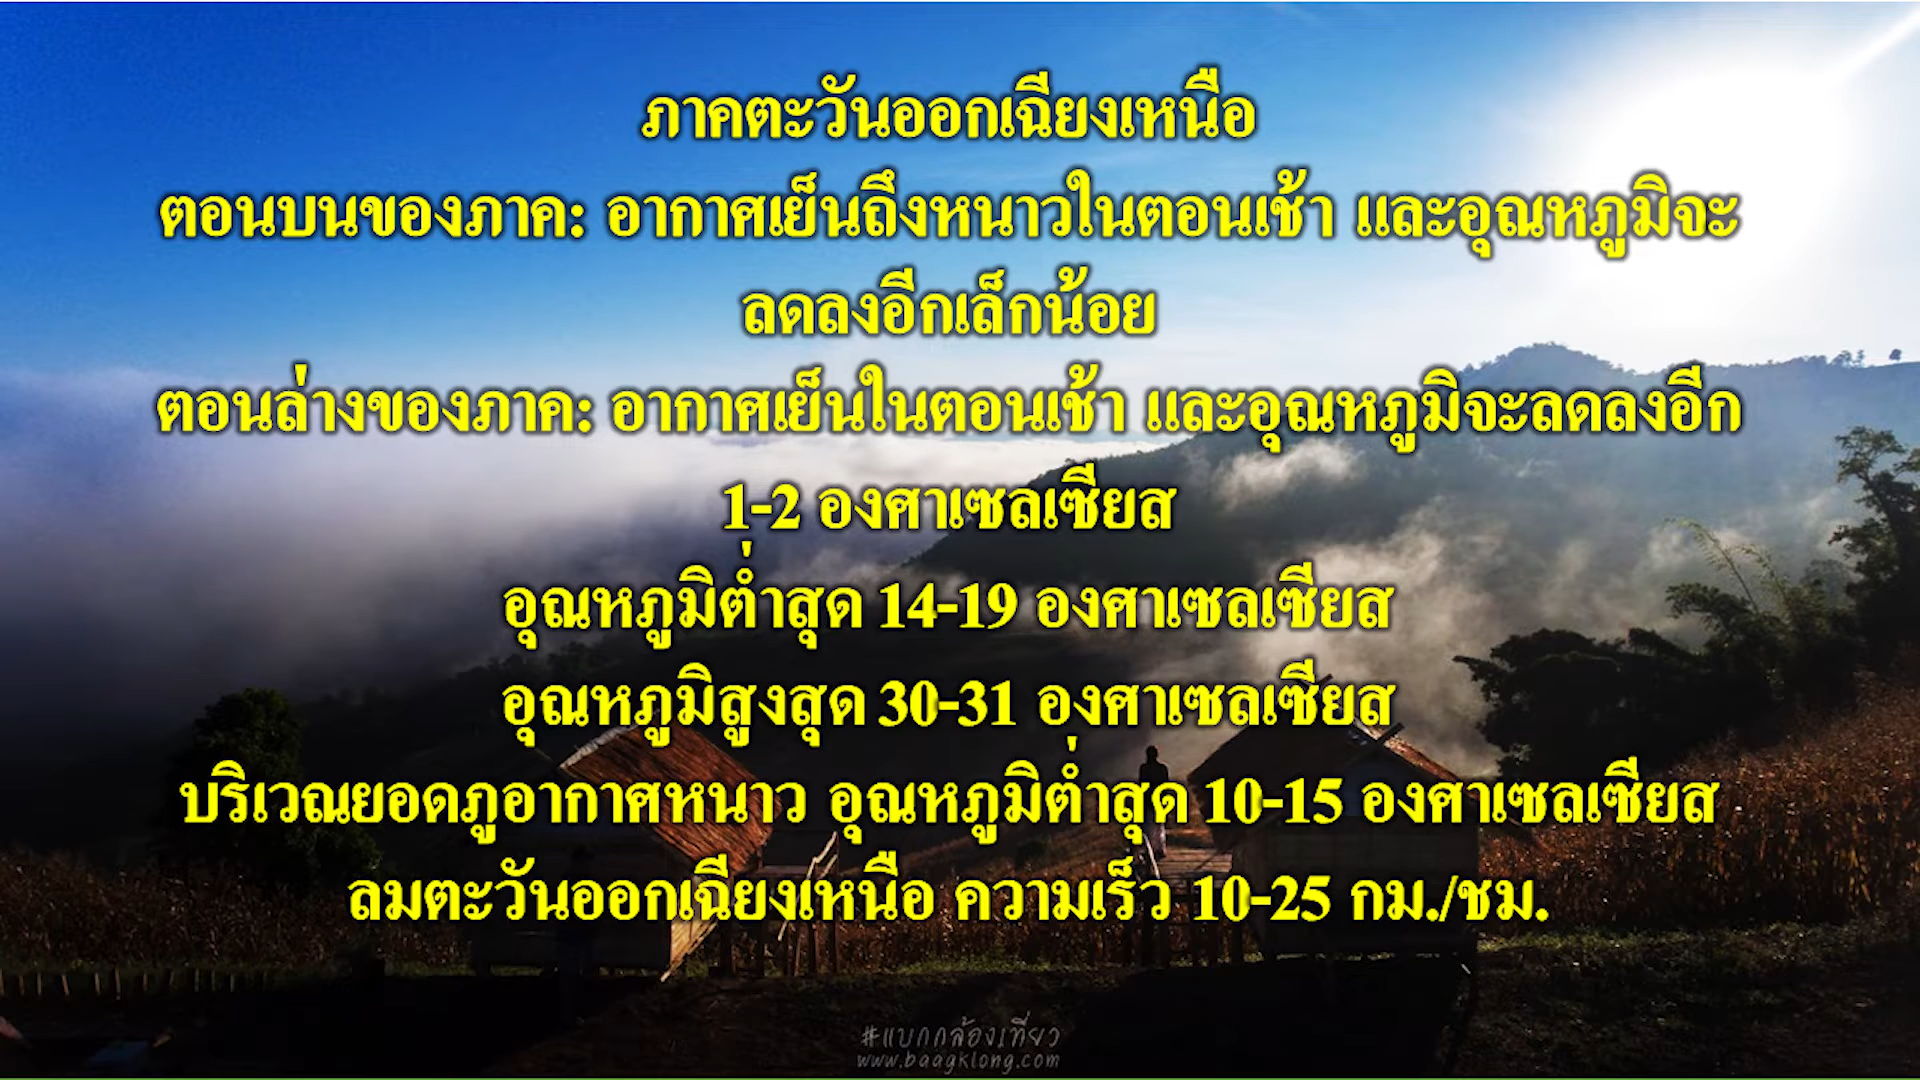 ภาคตะวันออกเฉียงเหนือ
ตอนบนของภาค: อากาศเย็นถึงหนาวในตอนเช้า และอุณหภูมิจะ
ลดลงอีกเล็กน้อย
ตอนล่างของภาค: อากาศเย็นในตอนเช้า และอุณหภูมิจะลดลงอีก
1-2 องศาเซลเซียส
อุณหภูมิต่ำสุด 14-19 องศาเซลเซียส
อุณหภูมิสูงสุด 30-31 องศาเซลเซียส
บริเวณยอดภูอากาศหนาว อุณหภูมิต่ำสุด 10-15 องศาเซลเซียส
ลมตะวันออกเฉียงเหนือ ความเร็ว 10-25 กม./ชม.
#แบกกล้องเที่ยว
www.baagklong.com